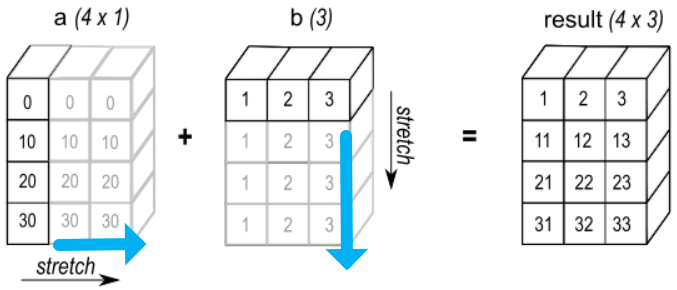 a (4 x 1) b (3) result (4 x 3)
0 0 0 1 2 3 1 2 3
10 10 10 + 1 2 3 = 11 12 13
20 20 20 1 2 3 21 22 23
30 30 30 1 2 3 31 32 33
stretch
stretch